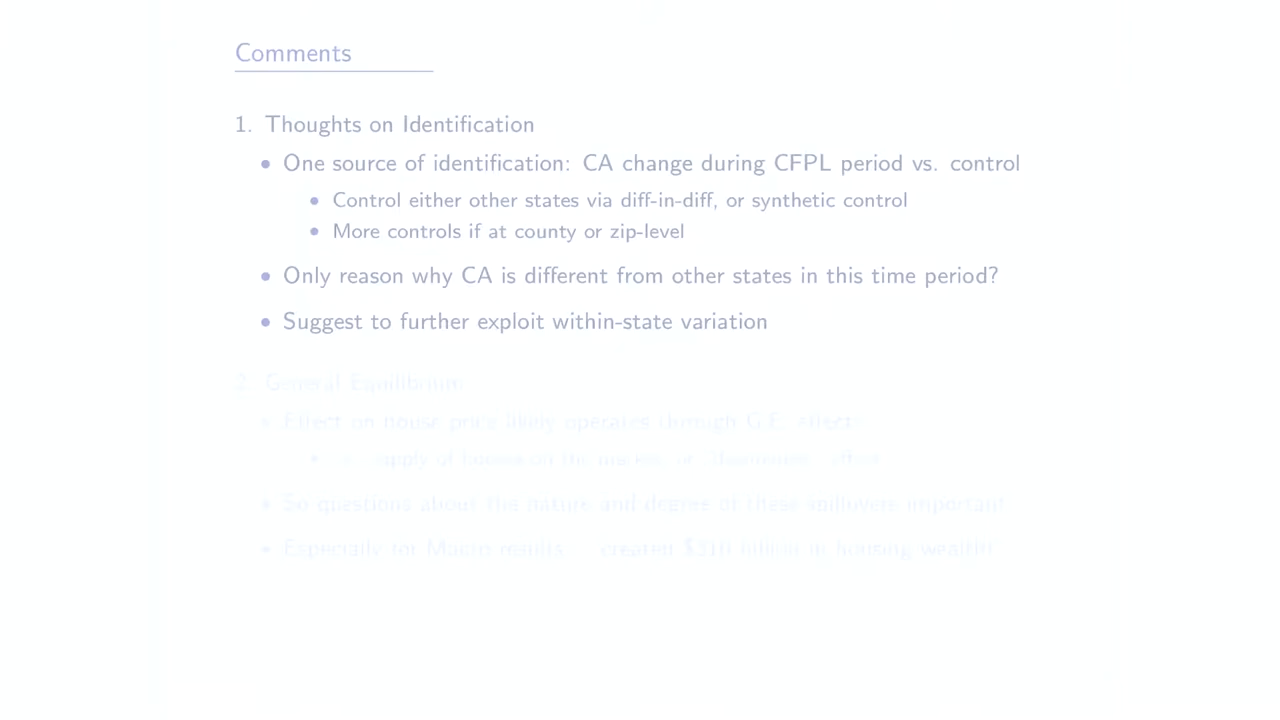 Comments
1. Thoughts on Identification
• One source of identification: CA change during CFPL period vs. control
• Control either other states via diff-in-diff, or synthetic control
• More controls if at county or zip-level
• Only reason why CA is different from other states in this time period?
• Suggest to further exploit within-state variation
2. General Equilibrium
• Effect on house price likely operates through G.E. effect
• supply of houses on the market, or effect
• So questions about the nature and degree of these spillovers important
• Especially for Macro results created billion in housing wealth